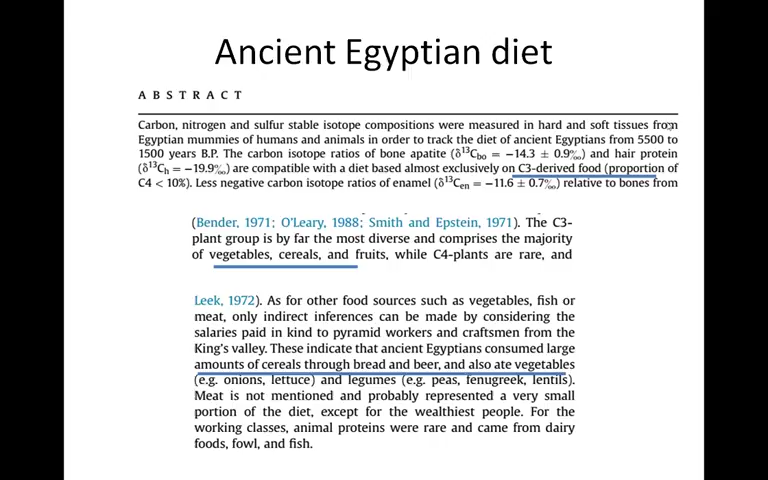 Ancient Egyptian diet
A B S T R A C T
Carbon, nitrogen and sulfur stable isotope compositions were measured in hard and soft tissues from
Egyptian mummies of humans and animals in order to track the diet of ancient Egyptians from 5500 to
1500 years B.P. The carbon isotope ratios of bone apatite (δ¹³Cbo = −14.3 ± 0.9‰) and hair protein
(δ¹³Ch = −19.9‰) are compatible with a diet based almost exclusively on C3-derived food (proportion of
C4 < 10%). Less negative carbon isotope ratios of enamel (δ¹³Cen = −11.6 ± 0.7‰) relative to bones from
(Bender, 1971; O'Leary, 1988; Smith and Epstein, 1971). The C3-
plant group is by far the most diverse and comprises the majority
of vegetables, cereals, and fruits, while C4-plants are rare, and
Leek, 1972). As for other food sources such as vegetables, fish or
meat, only indirect inferences can be made by considering the
salaries paid in kind to pyramid workers and craftsmen from the
King's valley. These indicate that ancient Egyptians consumed large
amounts of cereals through bread and beer, and also ate vegetables
(e.g. onions, lettuce) and legumes (e.g. peas, fenugreek, lentils).
Meat is not mentioned and probably represented a very small
portion of the diet, except for the wealthiest people. For the
working classes, animal proteins were rare and came from dairy
foods, fowl, and fish.